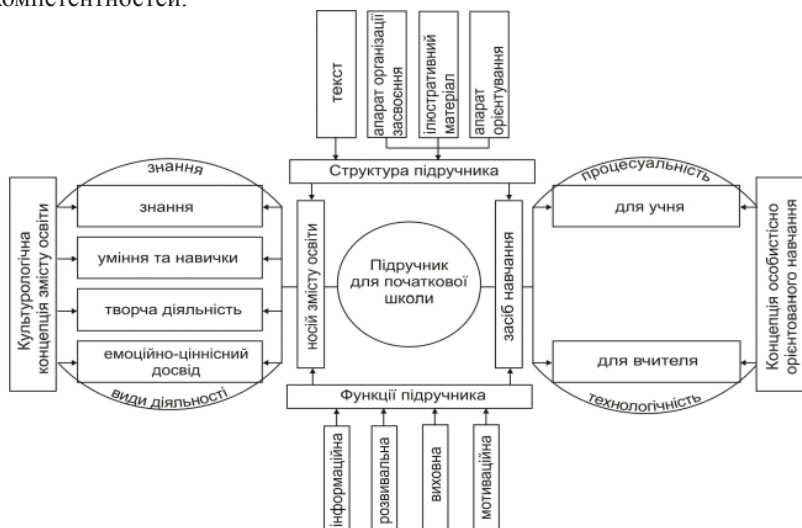 компетентностей.
текст
апарат організації
засвоєння
ілюстративний
матеріал
апарат
орієнтування
Структура підручника
знання
процесуальність
Культурологічна
концепція змісту освіти
знання
уміння та навички
творча діяльність
емоційно-ціннісний
досвід
види діяльності
носій змісту освіти
Підручник
для початкової
школи
засіб навчання
для учня
для вчителя
технологічність
Концепція особистісно
орієнтованого навчання
Функції підручника
інформаційна
розвивальна
виховна
мотиваційна